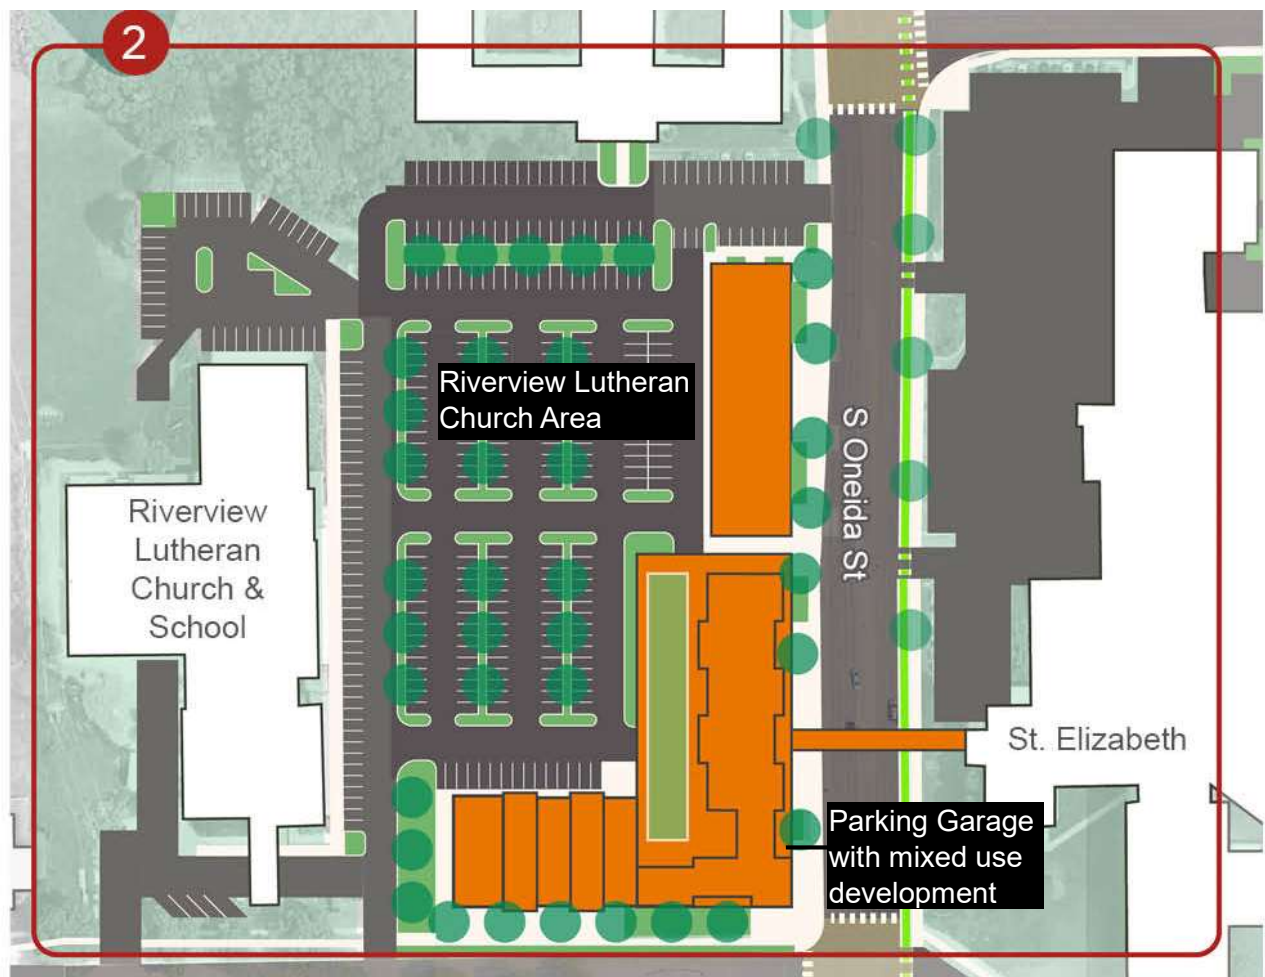 2
Riverview Lutheran
Church Area
Riverview
Lutheran
Church &
School
S Oneida St
St. Elizabeth
Parking Garage
with mixed use
development